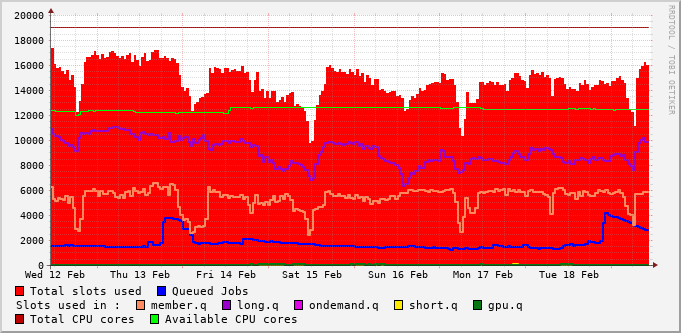 20000
18000
16000
14000
12000
10000
8000
6000
4000
2000
0
Wed 12 Feb Thu 13 Feb Fri 14 Feb Sat 15 Feb Sun 16 Feb Mon 17 Feb Tue 18 Feb
Total slots used Queued Jobs
Slots used in : member.q long.q ondemand.q short.q gpu.q
Total CPU cores Available CPU cores
RRDTOOL / TOBI OETIKER